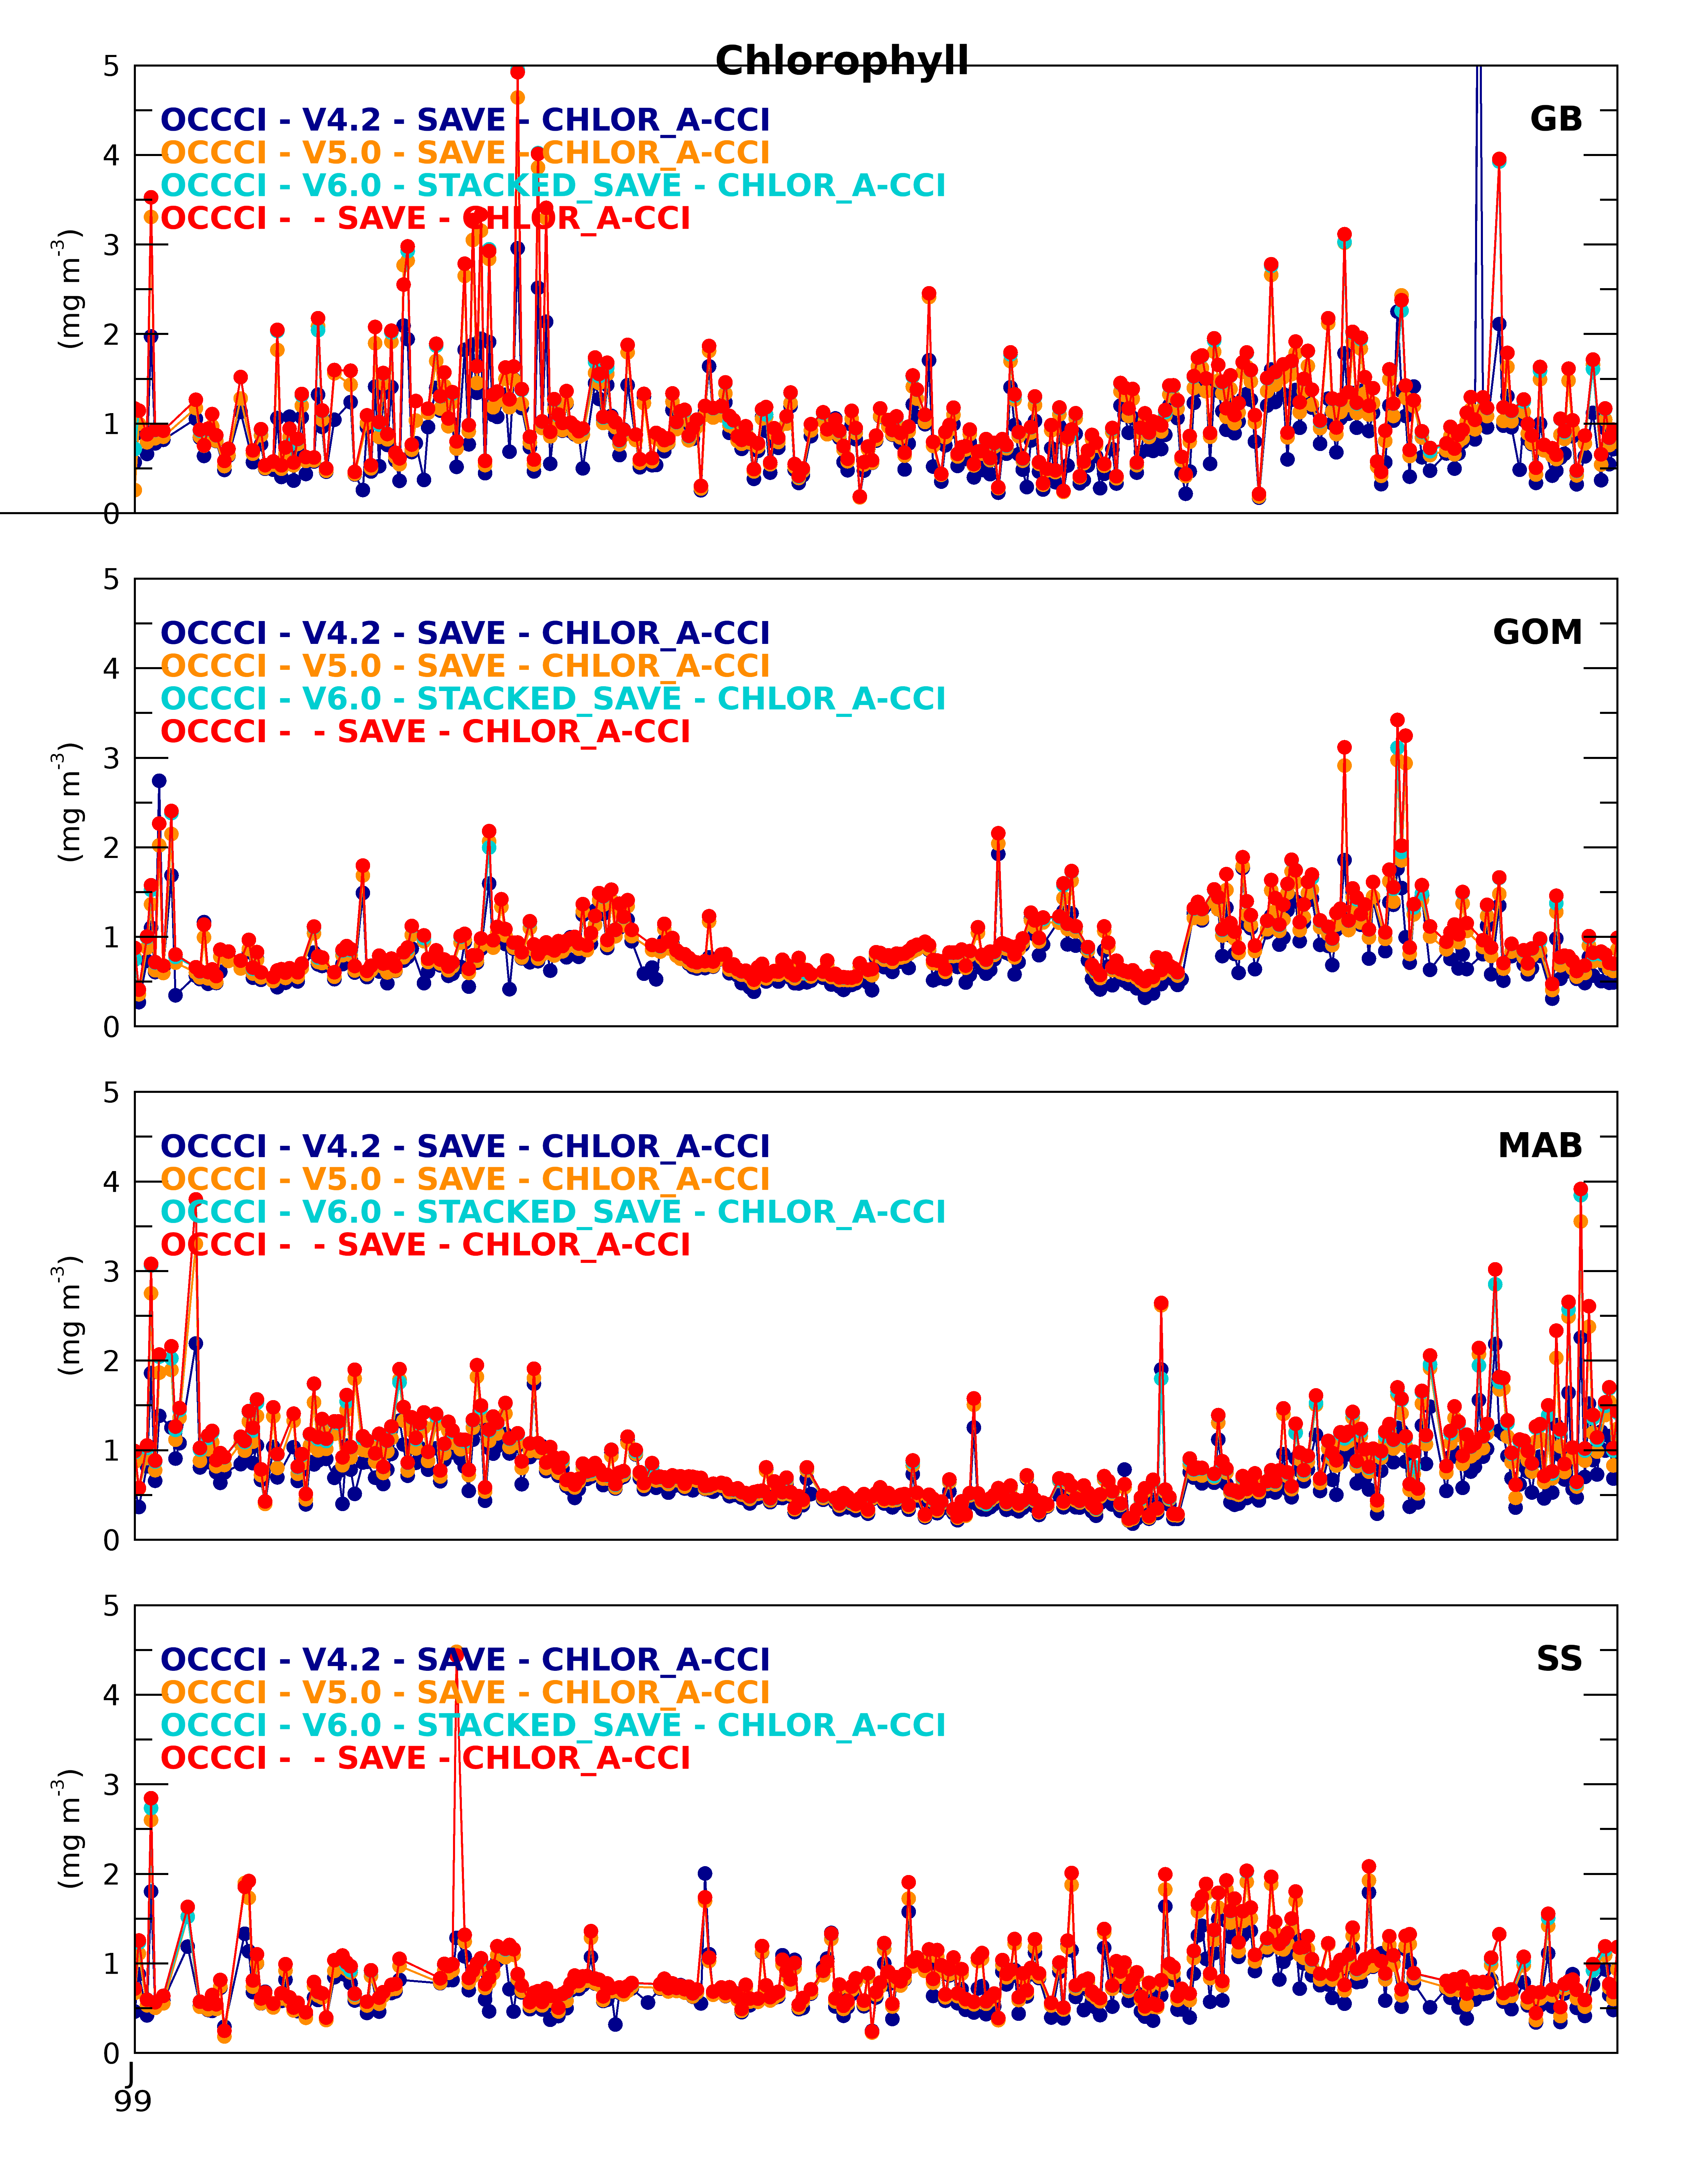 Chlorophyll
5
4
3
2
1
0
(mg m-3)
OCCCI - V4.2 - SAVE - CHLOR_A-CCI
OCCCI - V5.0 - SAVE - CHLOR_A-CCI
OCCCI - V6.0 - STACKED_SAVE - CHLOR_A-CCI
OCCCI -  - SAVE - CHLOR_A-CCI
GB
5
4
3
2
1
0
(mg m-3)
OCCCI - V4.2 - SAVE - CHLOR_A-CCI
OCCCI - V5.0 - SAVE - CHLOR_A-CCI
OCCCI - V6.0 - STACKED_SAVE - CHLOR_A-CCI
OCCCI -  - SAVE - CHLOR_A-CCI
GOM
5
4
3
2
1
0
(mg m-3)
OCCCI - V4.2 - SAVE - CHLOR_A-CCI
OCCCI - V5.0 - SAVE - CHLOR_A-CCI
OCCCI - V6.0 - STACKED_SAVE - CHLOR_A-CCI
OCCCI -  - SAVE - CHLOR_A-CCI
MAB
5
4
3
2
1
0
(mg m-3)
OCCCI - V4.2 - SAVE - CHLOR_A-CCI
OCCCI - V5.0 - SAVE - CHLOR_A-CCI
OCCCI - V6.0 - STACKED_SAVE - CHLOR_A-CCI
OCCCI -  - SAVE - CHLOR_A-CCI
SS
J
99